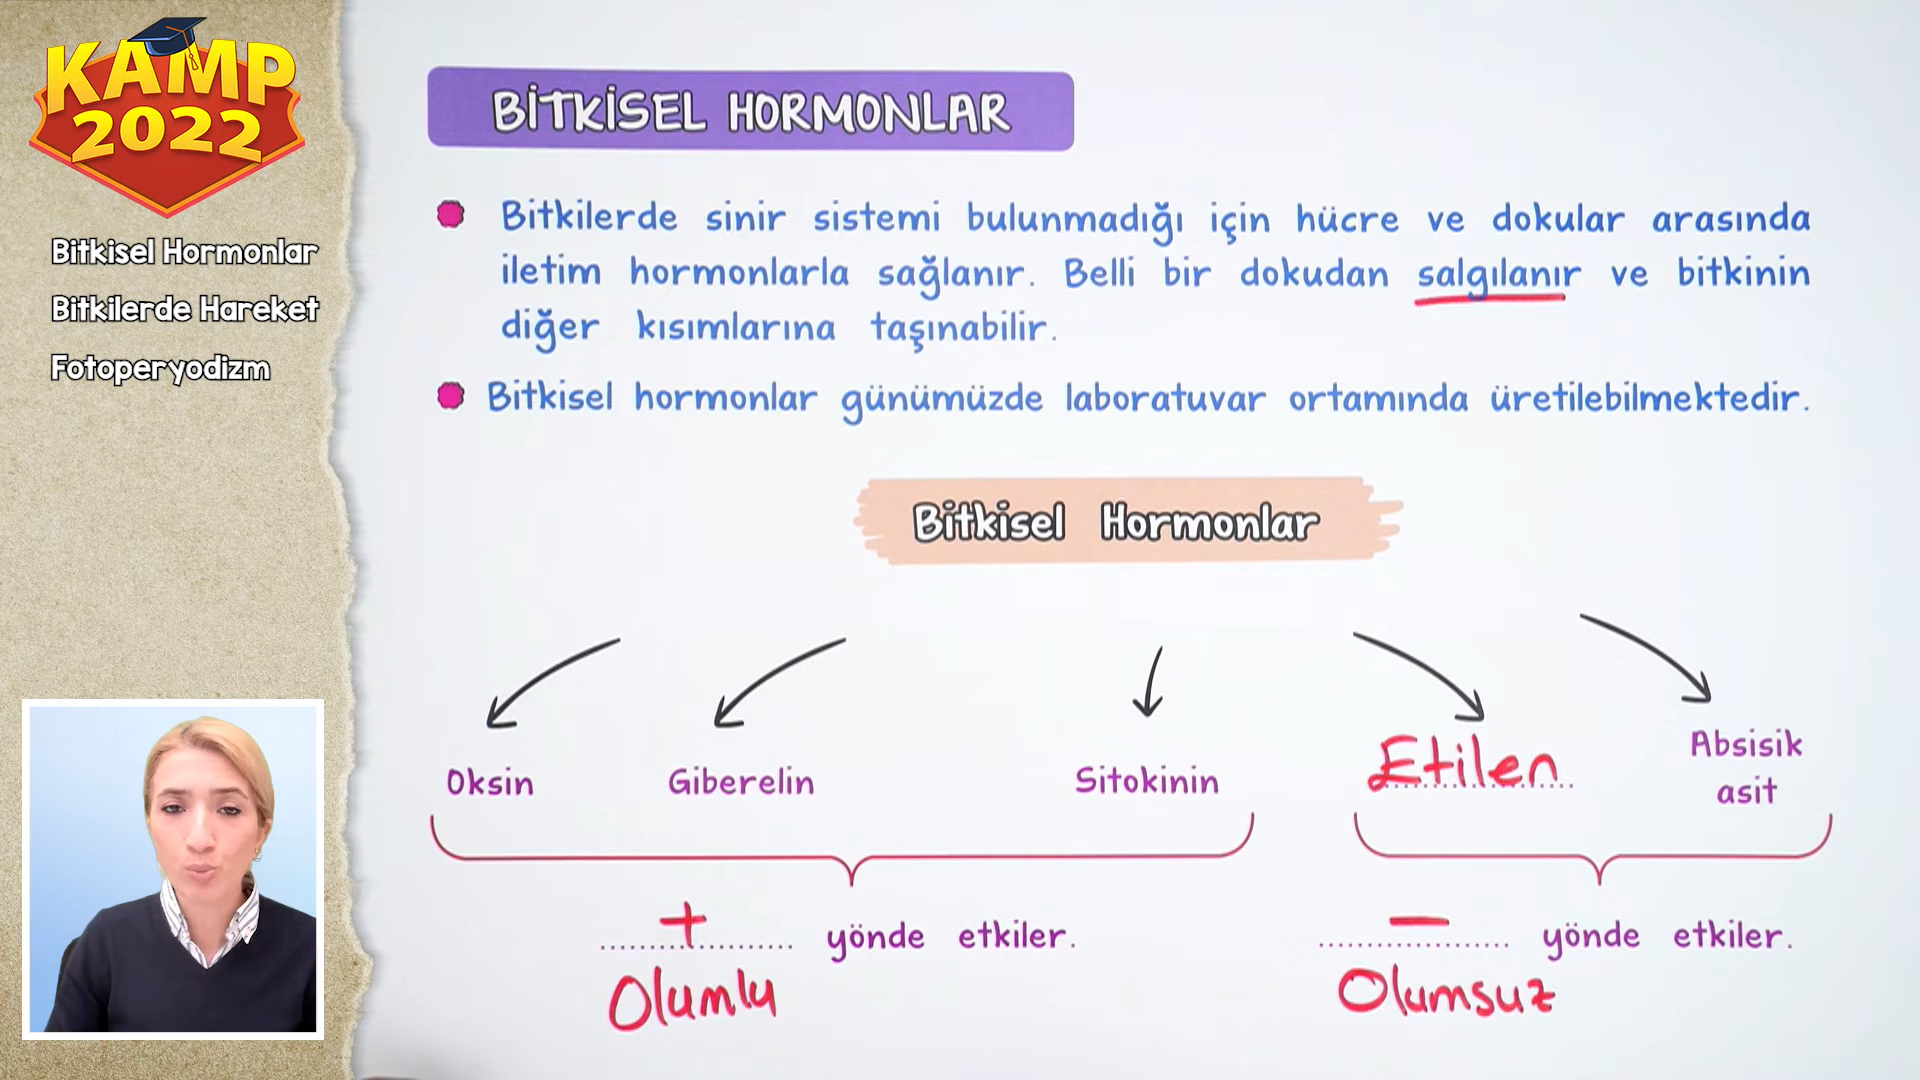 KAMP
2022
Bitkisel Hormonlar
Bitkilerde Hareket
Fotoperyodizm
BİTKİSEL HORMONLAR
Bitkilerde sinir sistemi bulunmadığı için hücre ve dokular arasında
iletim hormonlarla sağlanır. Belli bir dokudan salgılanır ve bitkinin
diğer kısımlarına taşınabilir.
Bitkisel hormonlar günümüzde laboratuvar ortamında üretilebilmektedir.
Bitkisel Hormonlar
Oksin
Giberelin
Sitokinin
Etilen
Absisik
asit
+ yönde etkiler.
Olumlu
— yönde etkiler.
Olumsuz